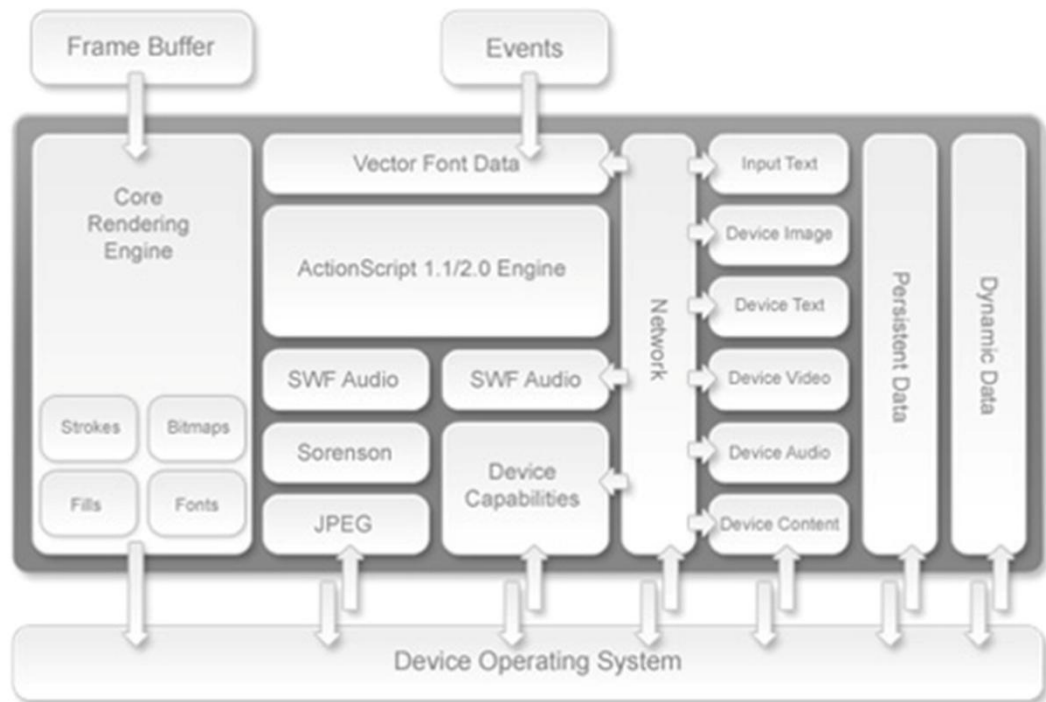 Frame Buffer
Events
Core
Rendering
Engine
Strokes
Bitmaps
Fills
Fonts
Vector Font Data
ActionScript 1.1/2.0 Engine
SWF Audio
SWF Audio
Sorenson
Device
Capabilities
JPEG
Network
Input Text
Device Image
Device Text
Device Video
Device Audio
Device Content
Persistent Data
Dynamic Data
Device Operating System